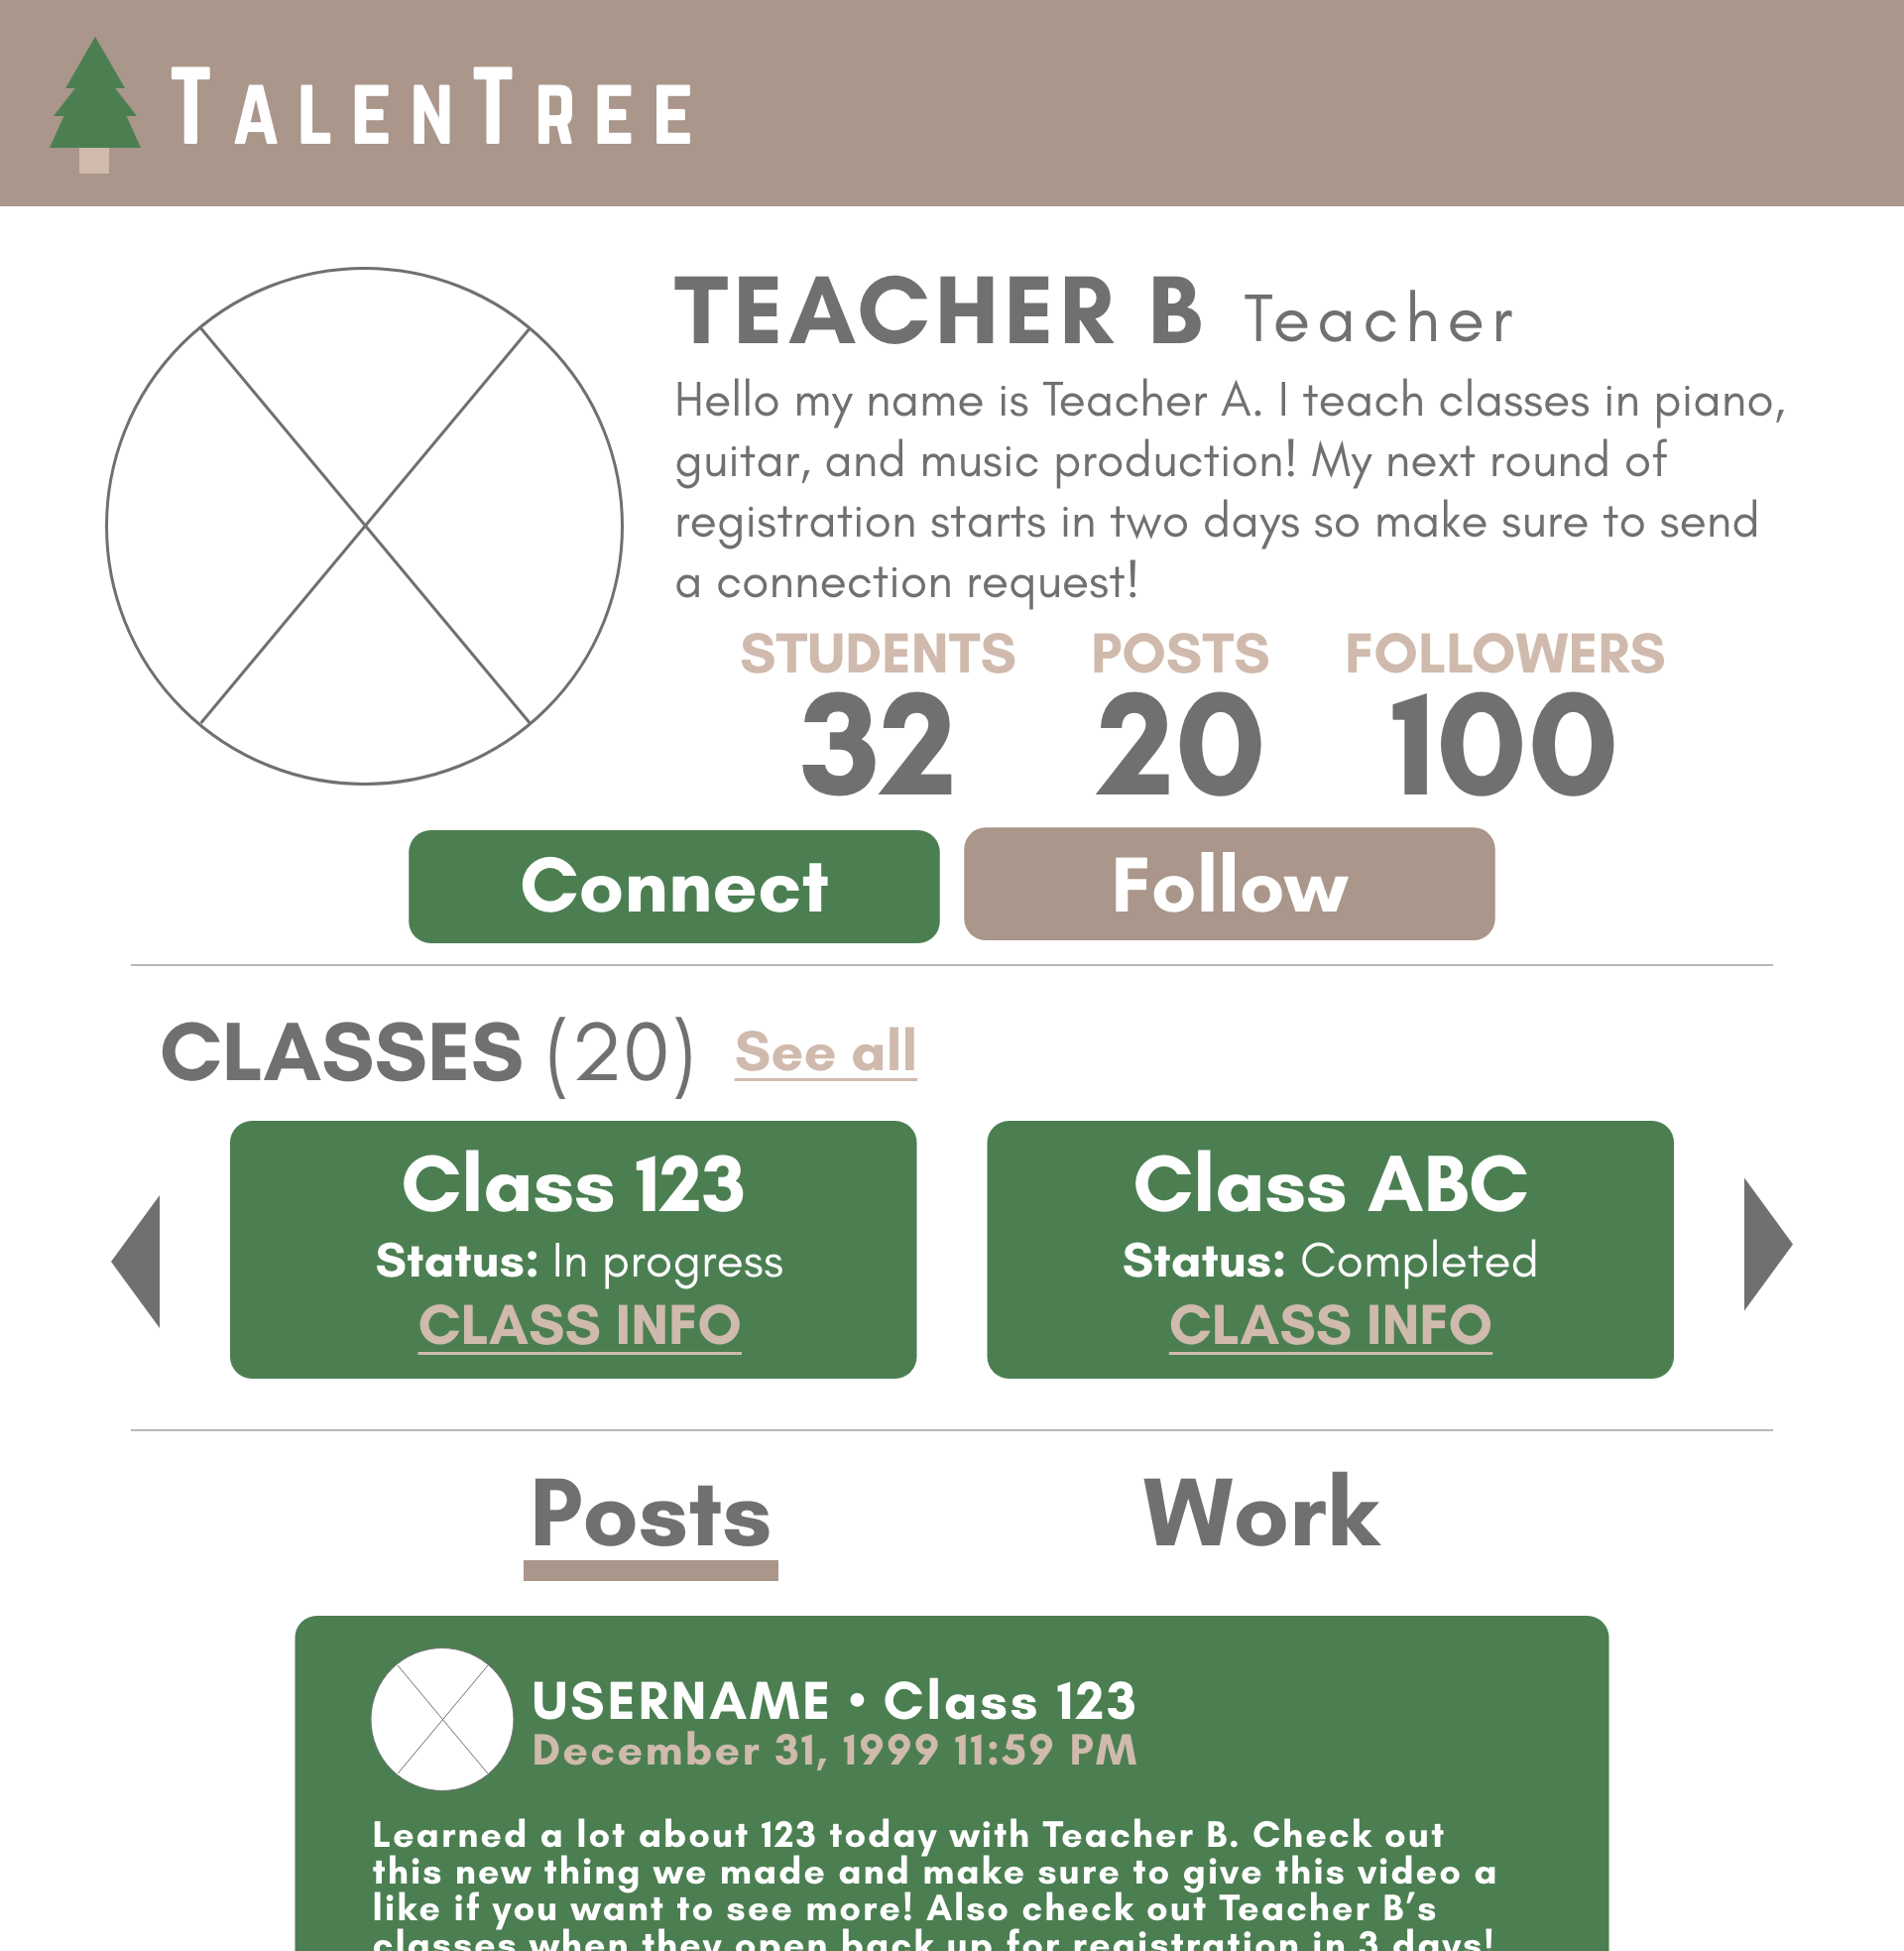 TALENTREE
TEACHER B Teacher
Hello my name is Teacher A. I teach classes in piano,
guitar, and music production! My next round of
registration starts in two days so make sure to send
a connection request!
STUDENTS POSTS FOLLOWERS
32 20 100
Connect Follow
CLASSES (20) See all
Class 123 Class ABC
Status: In progress Status: Completed
CLASS INFO CLASS INFO
Posts Work
USERNAME • Class 123
December 31, 1999 11:59 PM
Learned a lot about 123 today with Teacher B. Check out
this new thing we made and make sure to give this video a
like if you want to see more! Also check out Teacher B's
classes when they open back up for registration in 3 days!